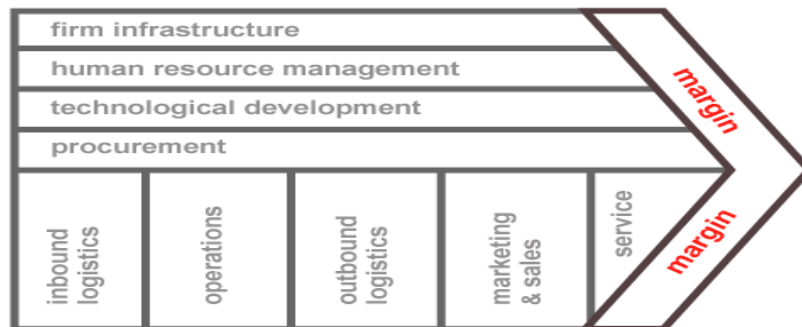 firm infrastructure
human resource management
technological development
procurement
margin
inbound
logistics
operations
outbound
logistics
marketing
& sales
service
margin